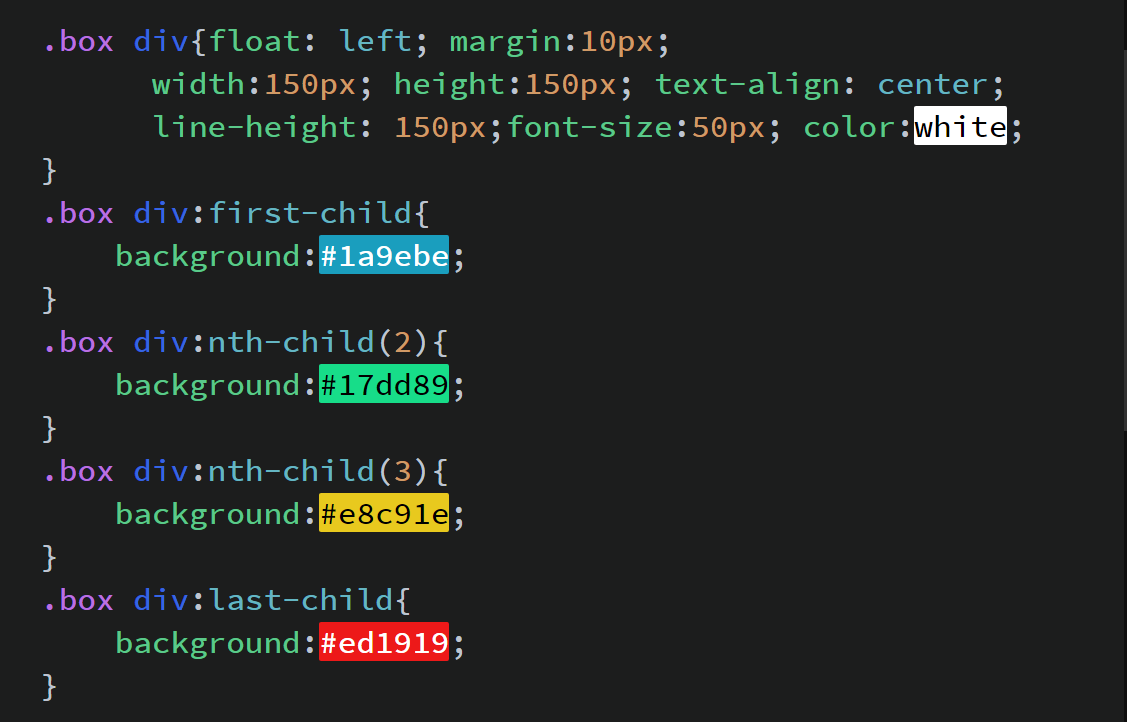 .box div{float: left; margin:10px;
width:150px; height:150px; text-align: center;
line-height: 150px;font-size:50px; color:white;
}
.box div:first-child{
background:#1a9ebe;
}
.box div:nth-child(2){
background:#17dd89;
}
.box div:nth-child(3){
background:#e8c91e;
}
.box div:last-child{
background:#ed1919;
}